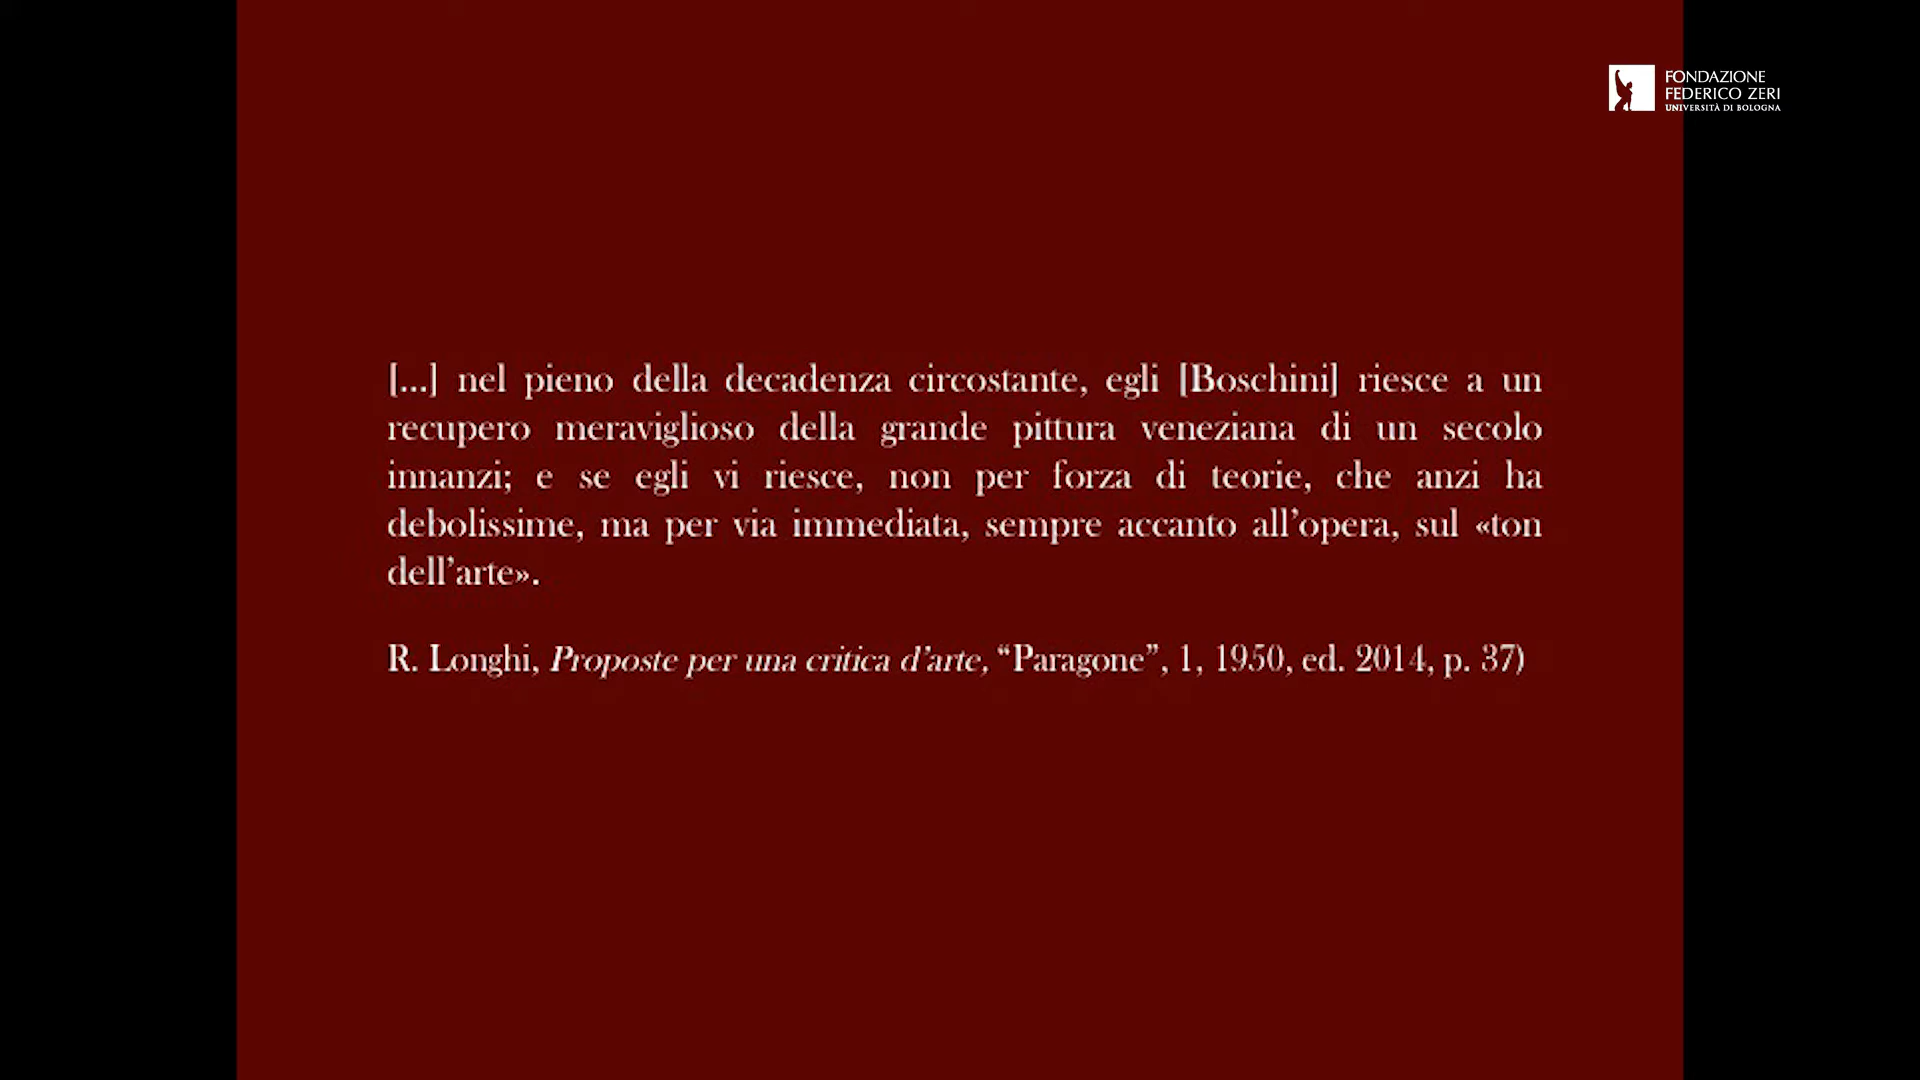 FONDAZIONE
FEDERICO ZERI
UNIVERSITÀ DI BOLOGNA
[...] nel pieno della decadenza circostante, egli [Boschini] riesce a un
recupero meraviglioso della grande pittura veneziana di un secolo
innanzi; e se egli vi riesce, non per forza di teorie, che anzi ha
debolissime, ma per via immediata, sempre accanto all’opera, sul «ton
dell’arte».
R. Longhi, Proposte per una critica d’arte, “Paragone”, 1, 1950, ed. 2014, p. 37)